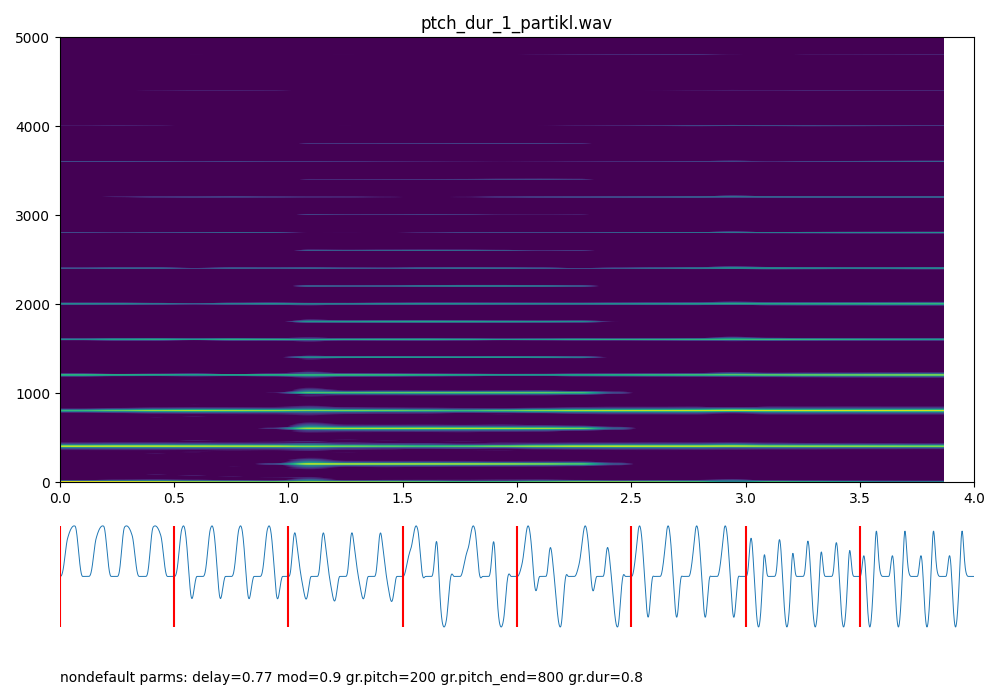 ptch_dur_1_partikl.wav
5000
4000
3000
2000
1000
0
0.0 0.5 1.0 1.5 2.0 2.5 3.0 3.5 4.0
nondefault parms: delay=0.77 mod=0.9 gr.pitch=200 gr.pitch_end=800 gr.dur=0.8